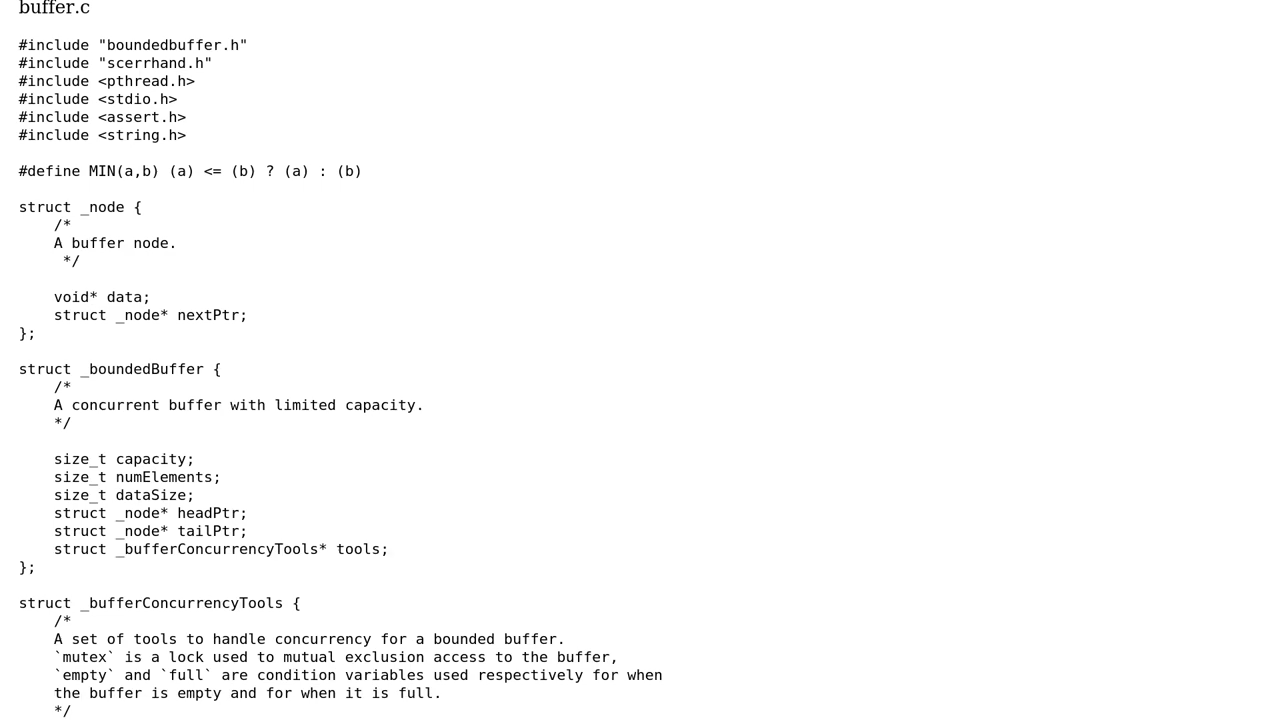 buffer.c
#include "boundedbuffer.h"
#include "scerrhand.h"
#include <pthread.h>
#include <stdio.h>
#include <assert.h>
#include <string.h>
#define MIN(a,b) (a) <= (b) ? (a) : (b)
struct _node {
    /*
    A buffer node.
     */
    void* data;
    struct _node* nextPtr;
};
struct _boundedBuffer {
    /*
    A concurrent buffer with limited capacity.
    */
    size_t capacity;
    size_t numElements;
    size_t dataSize;
    struct _node* headPtr;
    struct _node* tailPtr;
    struct _bufferConcurrencyTools* tools;
};
struct _bufferConcurrencyTools {
    /*
    A set of tools to handle concurrency for a bounded buffer.
    `mutex` is a lock used to mutual exclusion access to the buffer,
    `empty` and `full` are condition variables used respectively for when
    the buffer is empty and for when it is full.
    */